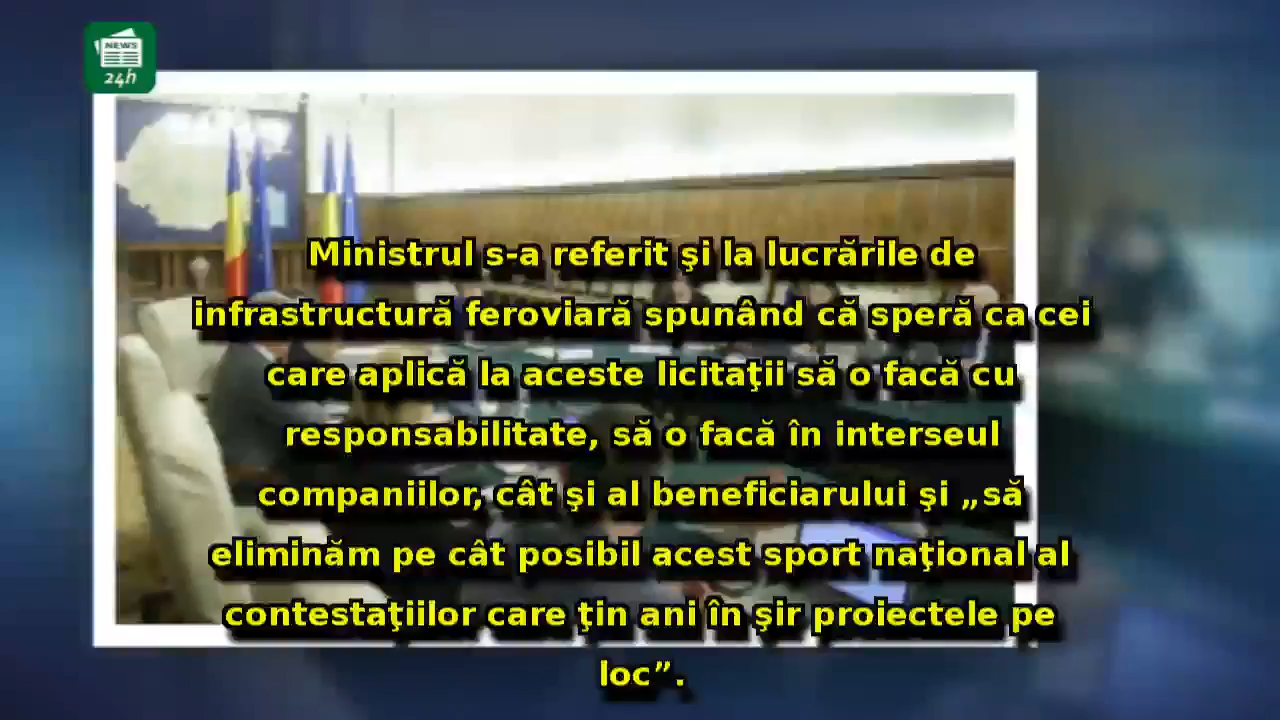 NEWS
24h
Ministrul s-a referit şi la lucrările de
infrastructură feroviară spunând că speră ca cei
care aplică la aceste licitaţii să o facă cu
responsabilitate, să o facă în interseul
companiilor, cât şi al beneficiarului şi „să
eliminăm pe cât posibil acest sport naţional al
contestaţiilor care ţin ani în şir proiectele pe
loc”.